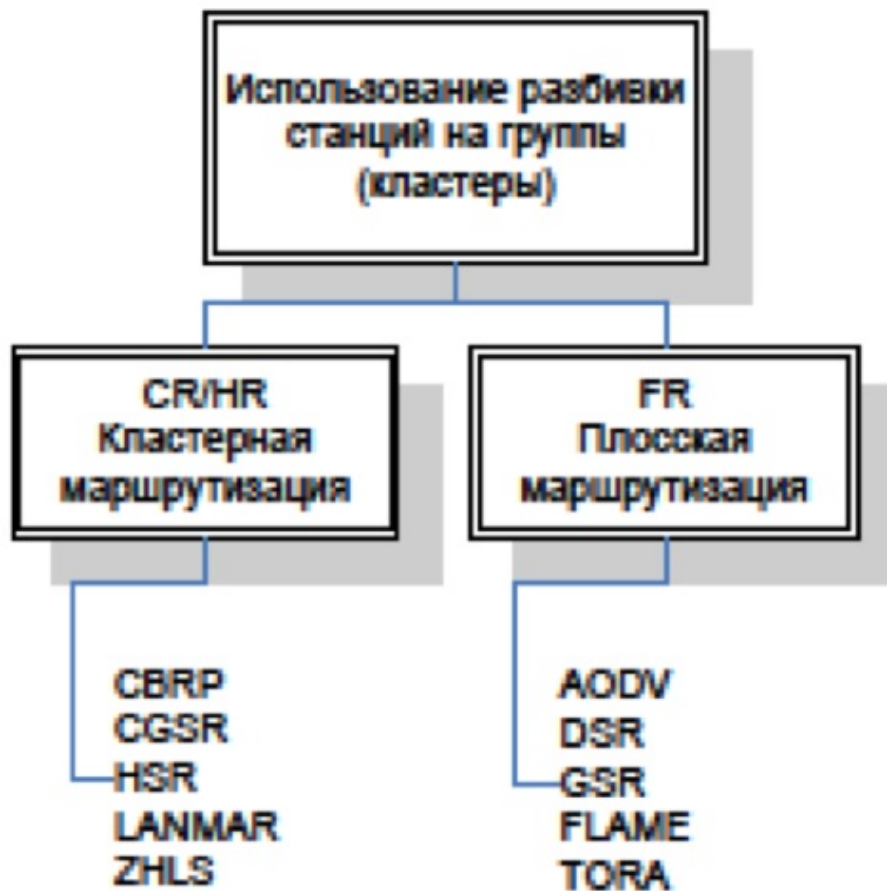 Использование разбивки
станций на группы
(кластеры)
CR/HR
Кластерная
маршрутизация
FR
Плосская
маршрутизация
CBRP
CGSR
HSR
LANMAR
ZHLS
AODV
DSR
GSR
FLAME
TORA